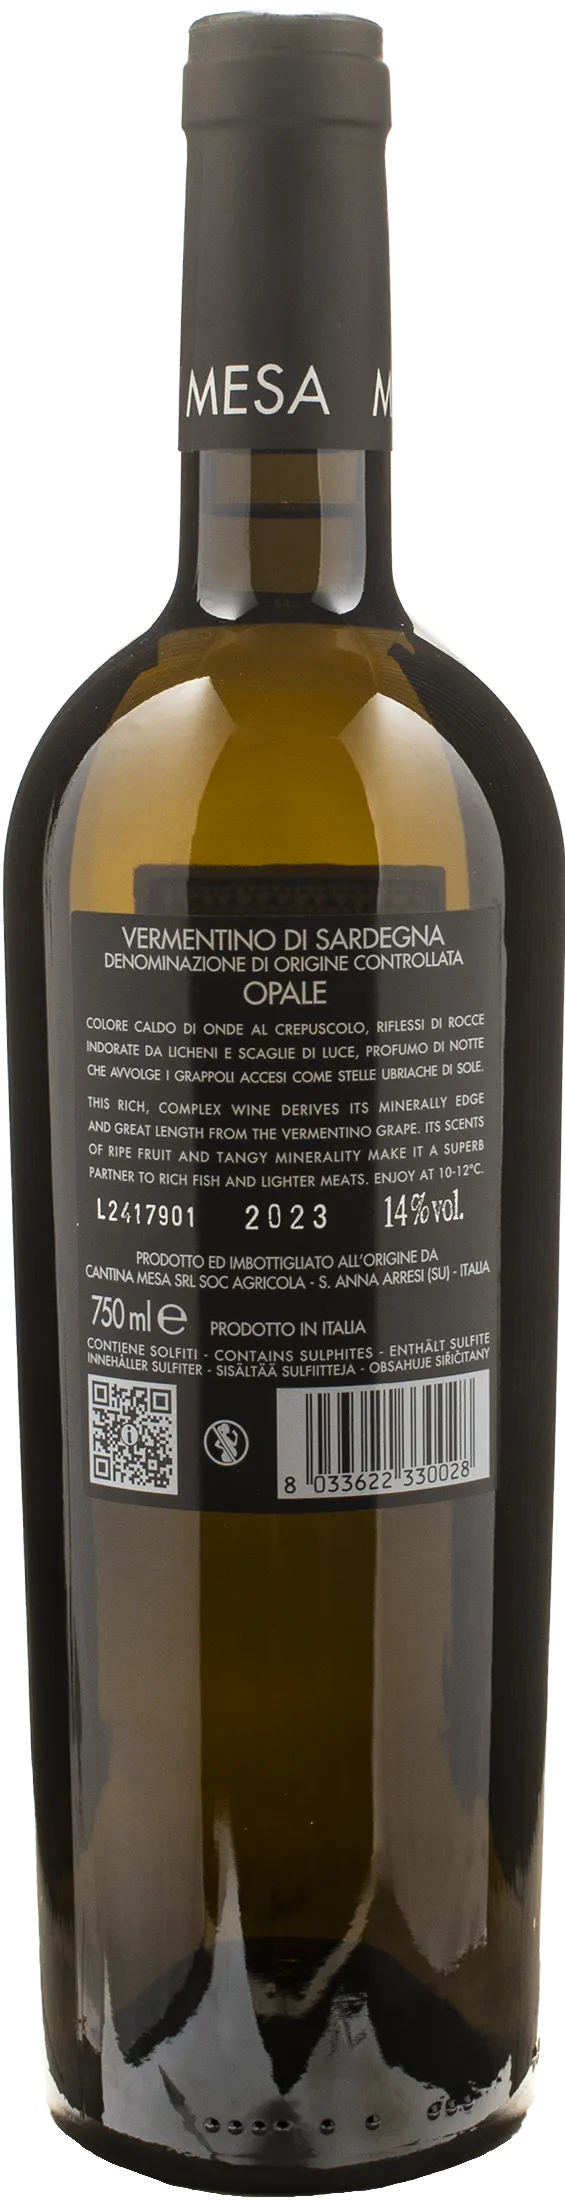 MESA M
VERMENTINO DI SARDEGNA
DENOMINAZIONE DI ORIGINE CONTROLLATA
OPALE
COLORE CALDO DI ONDE AL CREPUSCOLO, RIFLESSI DI ROCCE
INDORATE DA LICHENI E SCAGLIE DI LUCE, PROFUMO DI NOTTE
CHE AVVOLGE I GRAPPOLI ACCESI COME STELLE UBRIACHE DI SOLE.
THIS RICH, COMPLEX WINE DERIVES ITS MINERALLY EDGE
AND GREAT LENGTH FROM THE VERMENTINO GRAPE. ITS SCENTS
OF RIPE FRUIT AND TANGY MINERALITY MAKE IT A SUPERB
PARTNER TO RICH FISH AND LIGHTER MEATS. ENJOY AT 10-12°C.
L2417901 2023 14%vol.
PRODOTTO ED IMBOTTIGLIATO ALL'ORIGINE DA
CANTINA MESA SRL SOC AGRICOLA - S. ANNA ARRESI (SU) - ITALIA
750 ml e PRODOTTO IN ITALIA
CONTIENE SOLFITI - CONTAINS SULPHITES - ENTHÄLT SULFITE
INNEHÅLLER SULFITER - SISÄLTÄÄ SULFIITTEJA - OBSAHUJE SIŘIČITANY
i
8 033622 330028